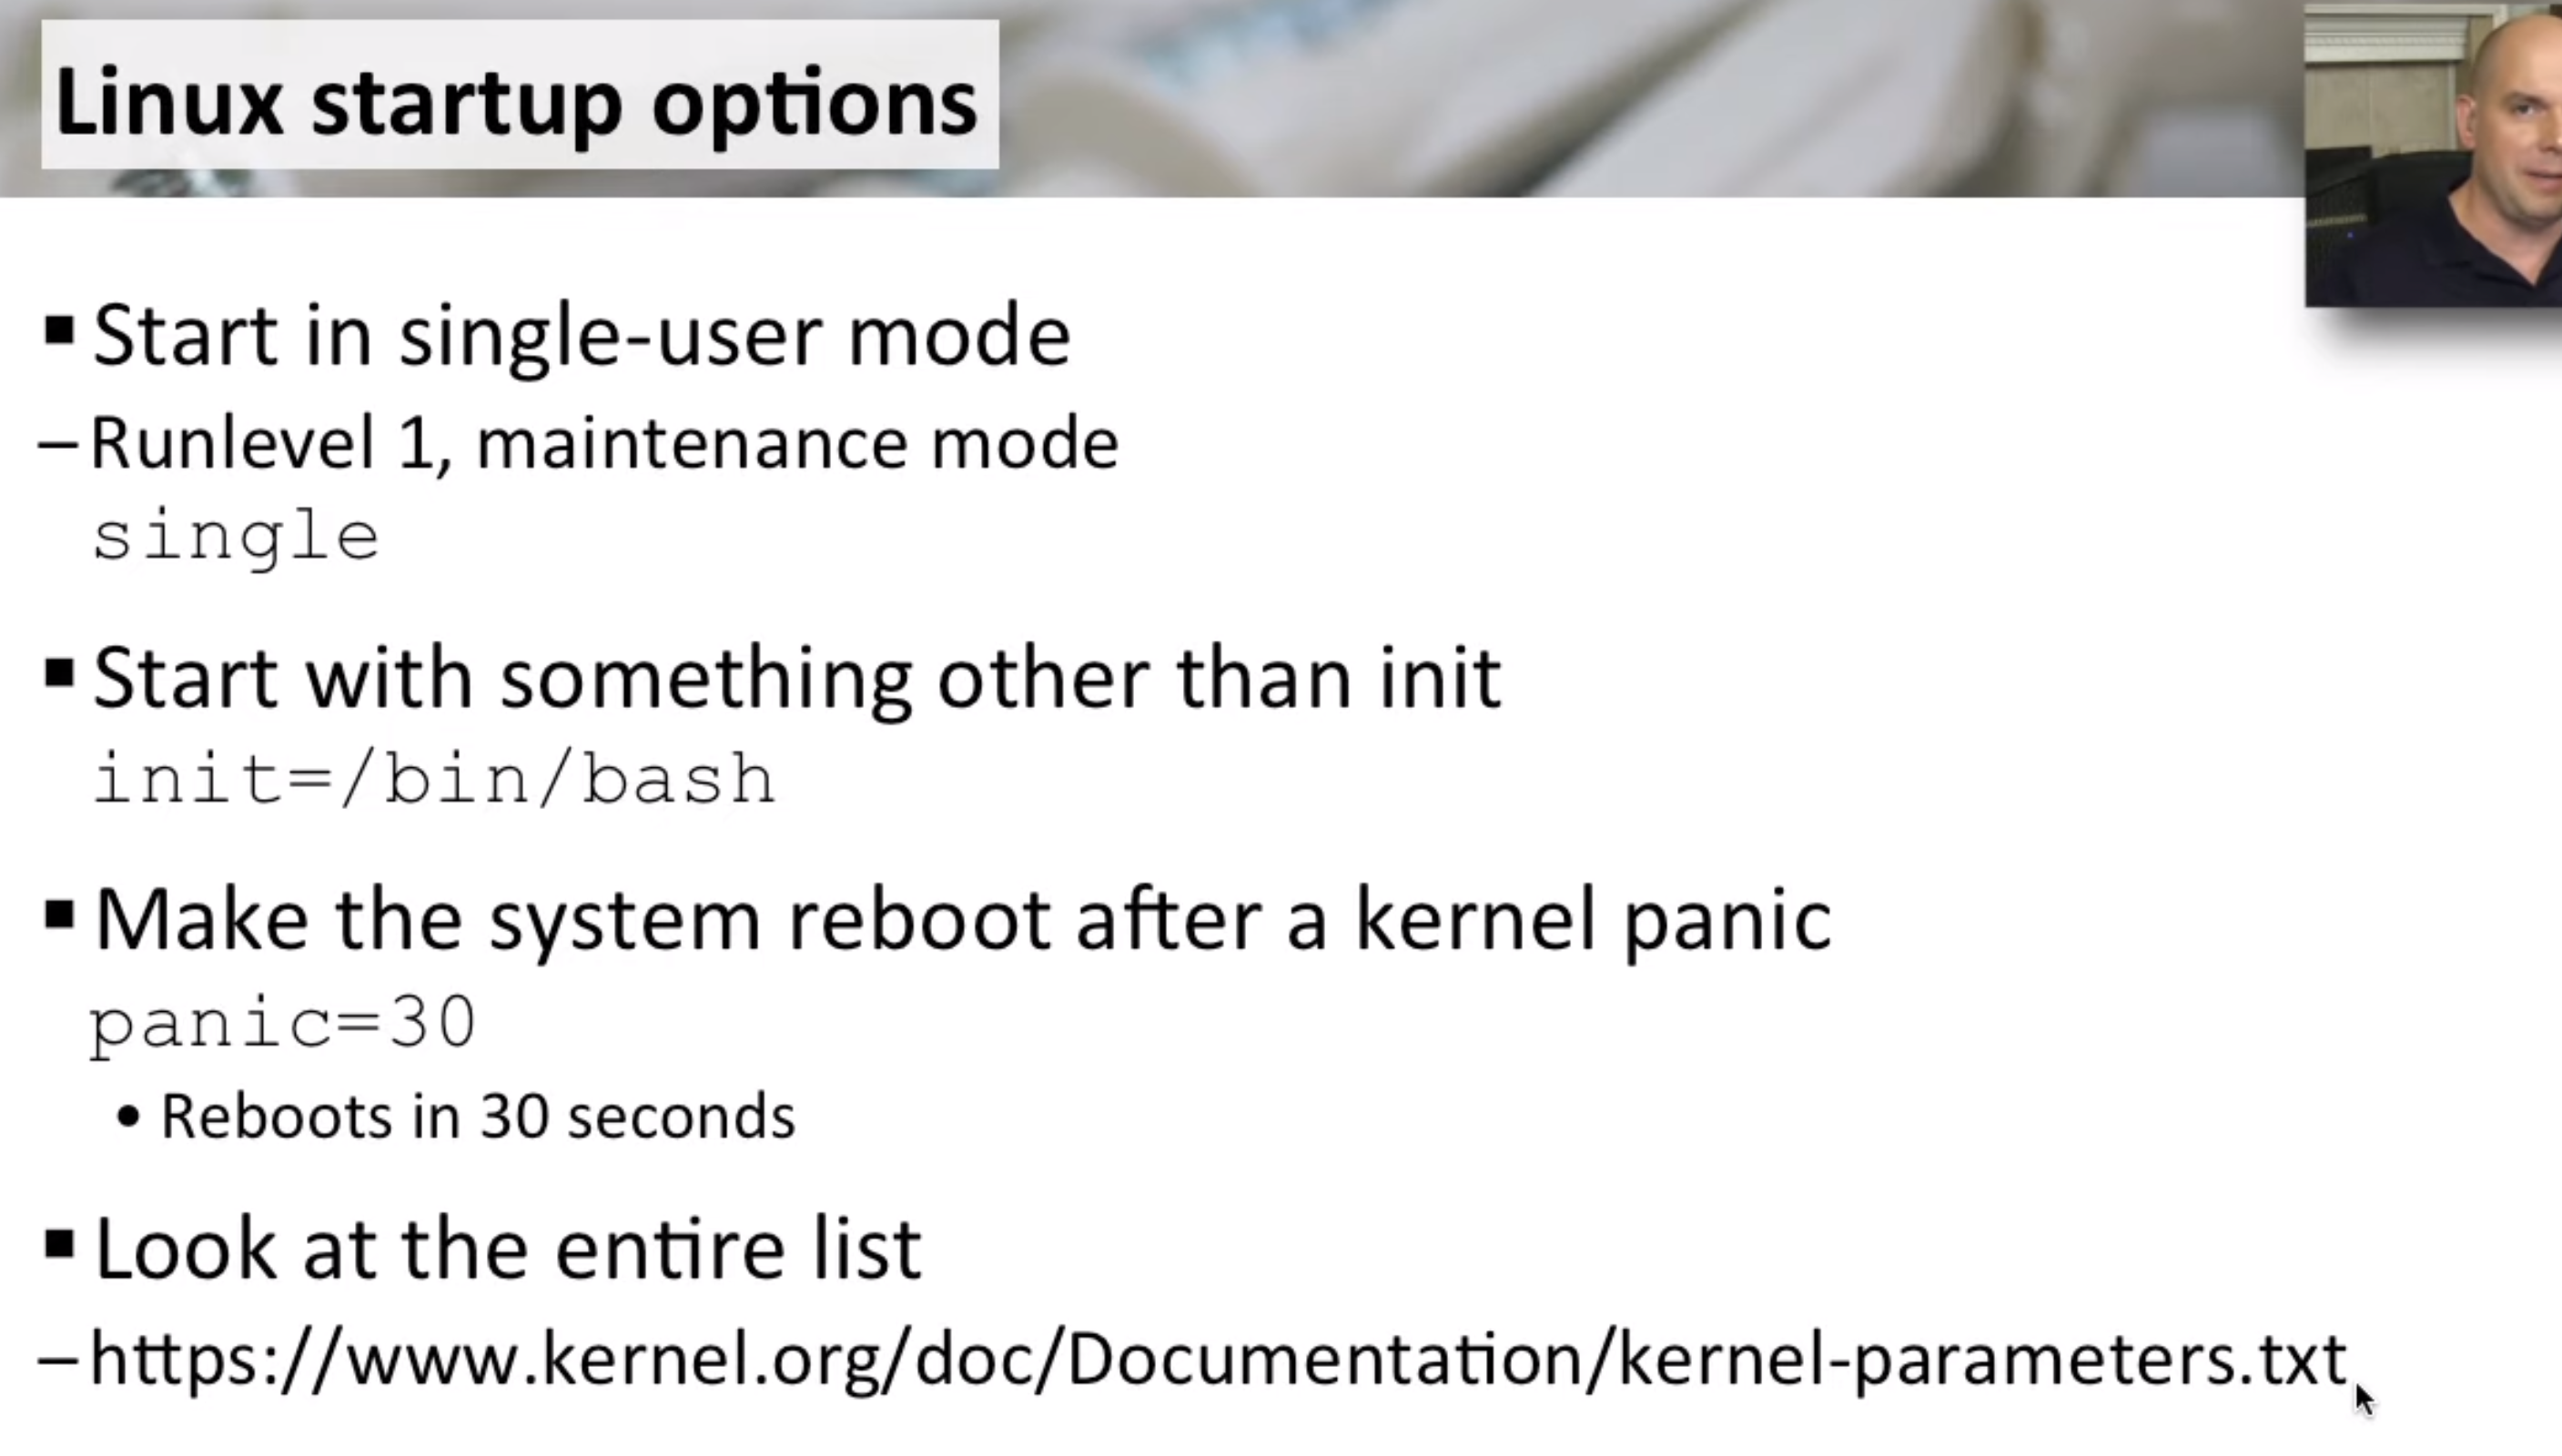 Linux startup options
▪ Start in single-user mode
– Runlevel 1, maintenance mode
single
▪ Start with something other than init
init=/bin/bash
▪ Make the system reboot after a kernel panic
panic=30
• Reboots in 30 seconds
▪ Look at the entire list
– https://www.kernel.org/doc/Documentation/kernel-parameters.txt